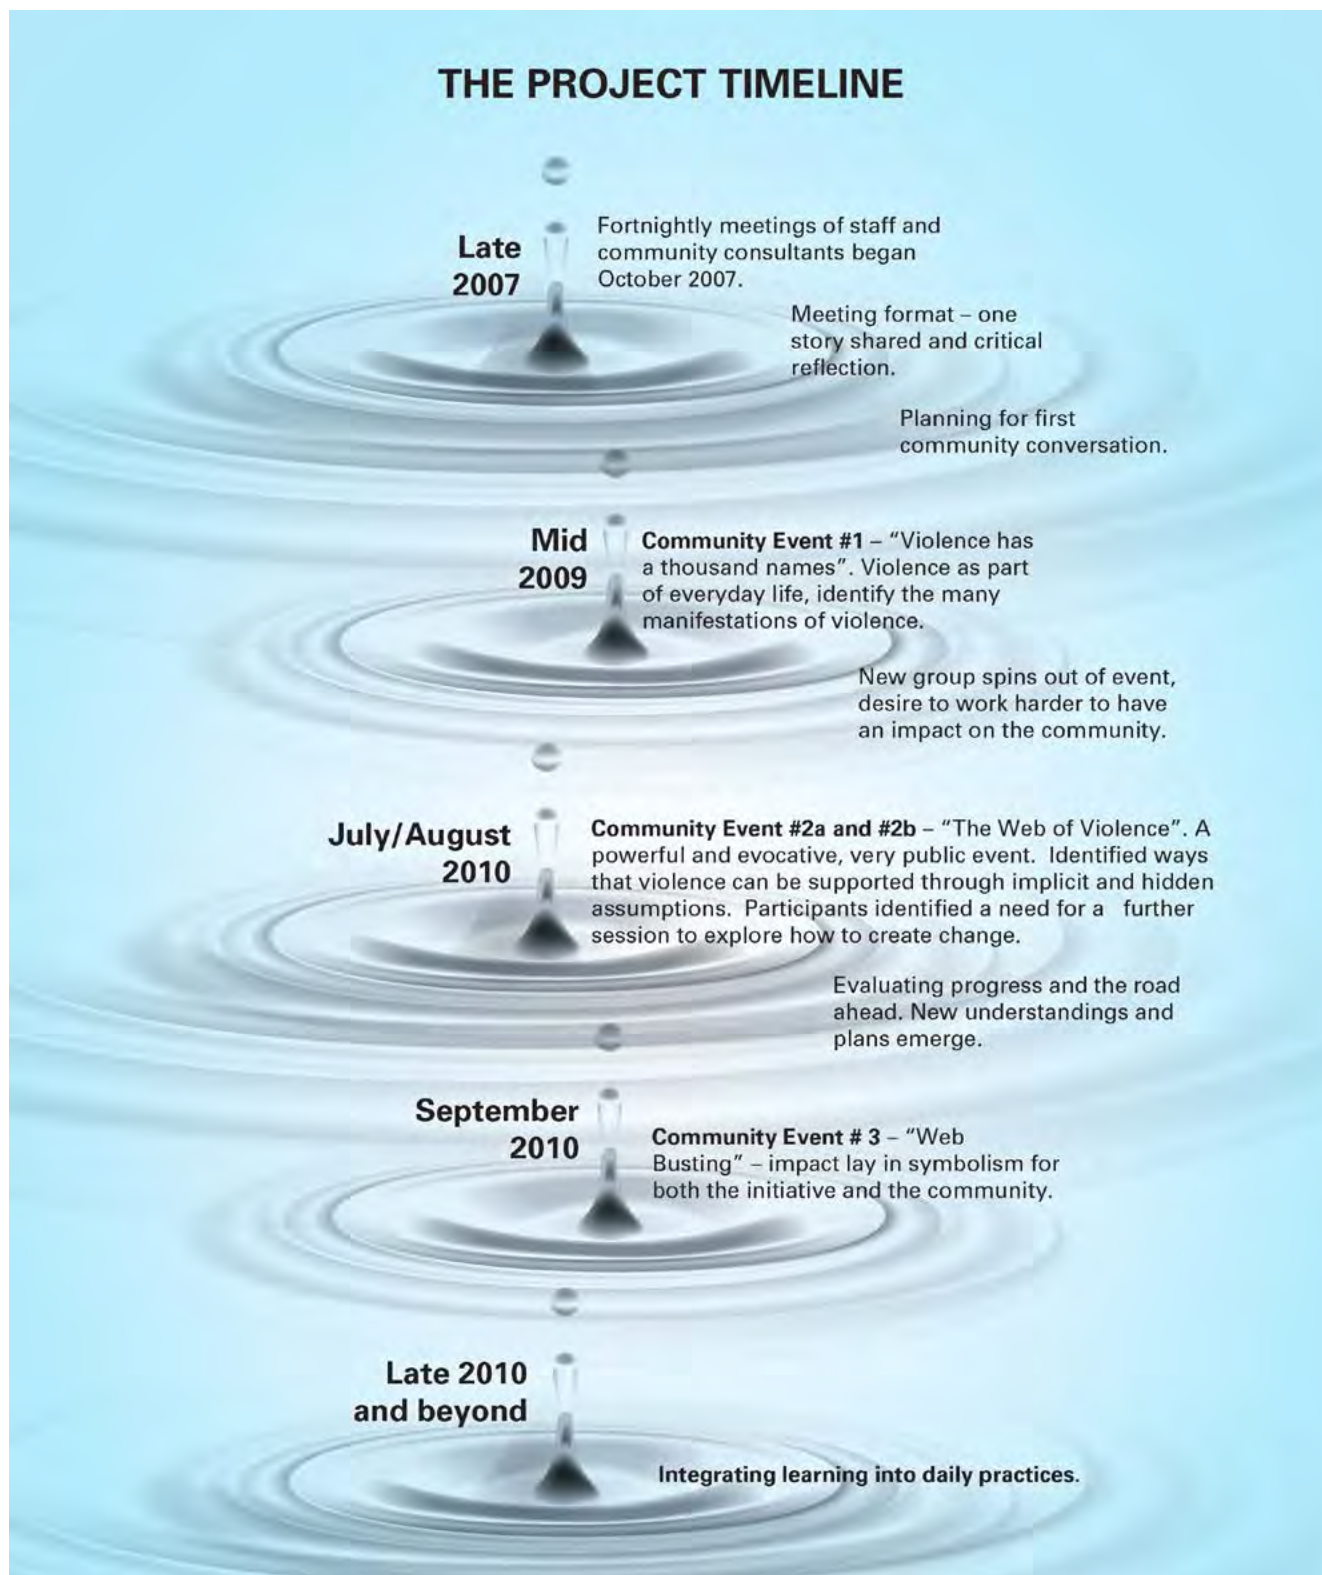 THE PROJECT TIMELINE
Late
2007
Fortnightly meetings of staff and
community consultants began
October 2007.
Meeting format – one
story shared and critical
reflection.
Planning for first
community conversation.
Mid
2009
Community Event #1 – “Violence has
a thousand names”. Violence as part
of everyday life, identify the many
manifestations of violence.
New group spins out of event,
desire to work harder to have
an impact on the community.
July/August
2010
Community Event #2a and #2b – “The Web of Violence”. A
powerful and evocative, very public event.  Identified ways
that violence can be supported through implicit and hidden
assumptions.  Participants identified a need for a   further
session to explore how to create change.
Evaluating progress and the road
ahead. New understandings and
plans emerge.
September
2010
Community Event # 3 – “Web
Busting” – impact lay in symbolism for
both the initiative and the community.
Late 2010
and beyond
Integrating learning into daily practices.